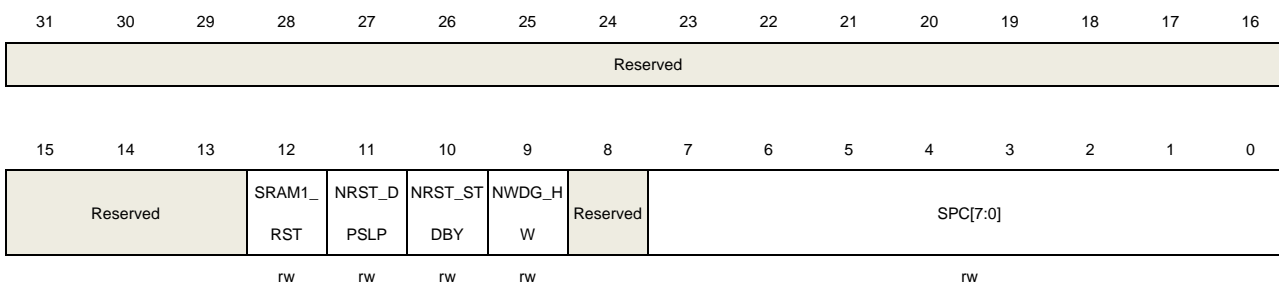 31 30 29 28 27 26 25 24 23 22 21 20 19 18 17 16
Reserved
15 14 13 12 11 10 9 8 7 6 5 4 3 2 1 0
Reserved
SRAM1_
RST
NRST_D
PSLP
NRST_ST
DBY
NWDG_H
W
Reserved
SPC[7:0]
rw rw rw rw rw